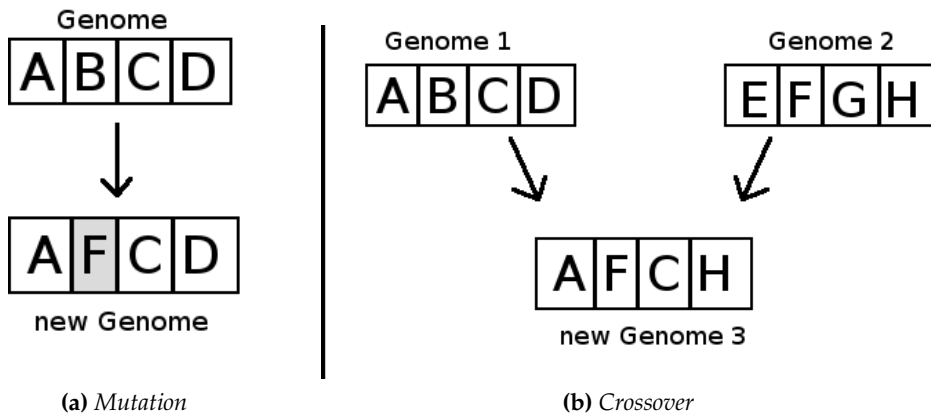 Genome
A B C D
A F C D
new Genome
(a) Mutation
Genome 1
A B C D
Genome 2
E F G H
A F C H
new Genome 3
(b) Crossover